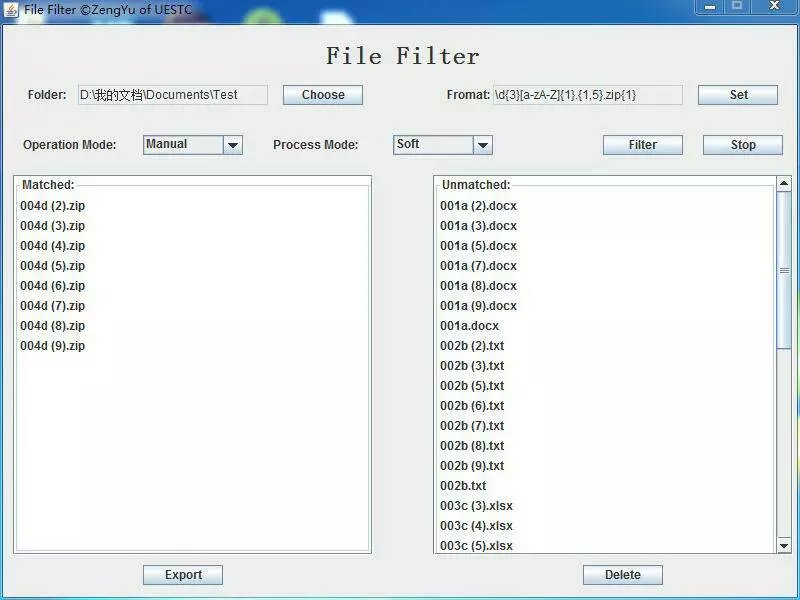 File Filter ©ZengYu of UESTC
File Filter
Folder: D:\我的文档\Documents\Test Choose Fromat: \d{3}[a-zA-Z]{1}.{1,5}.zip{1} Set
Operation Mode: Manual Process Mode: Soft Filter Stop
Matched:
004d (2).zip
004d (3).zip
004d (4).zip
004d (5).zip
004d (6).zip
004d (7).zip
004d (8).zip
004d (9).zip
Unmatched:
001a (2).docx
001a (3).docx
001a (5).docx
001a (7).docx
001a (8).docx
001a (9).docx
001a.docx
002b (2).txt
002b (3).txt
002b (5).txt
002b (6).txt
002b (7).txt
002b (8).txt
002b (9).txt
002b.txt
003c (3).xlsx
003c (4).xlsx
003c (5).xlsx
Export Delete